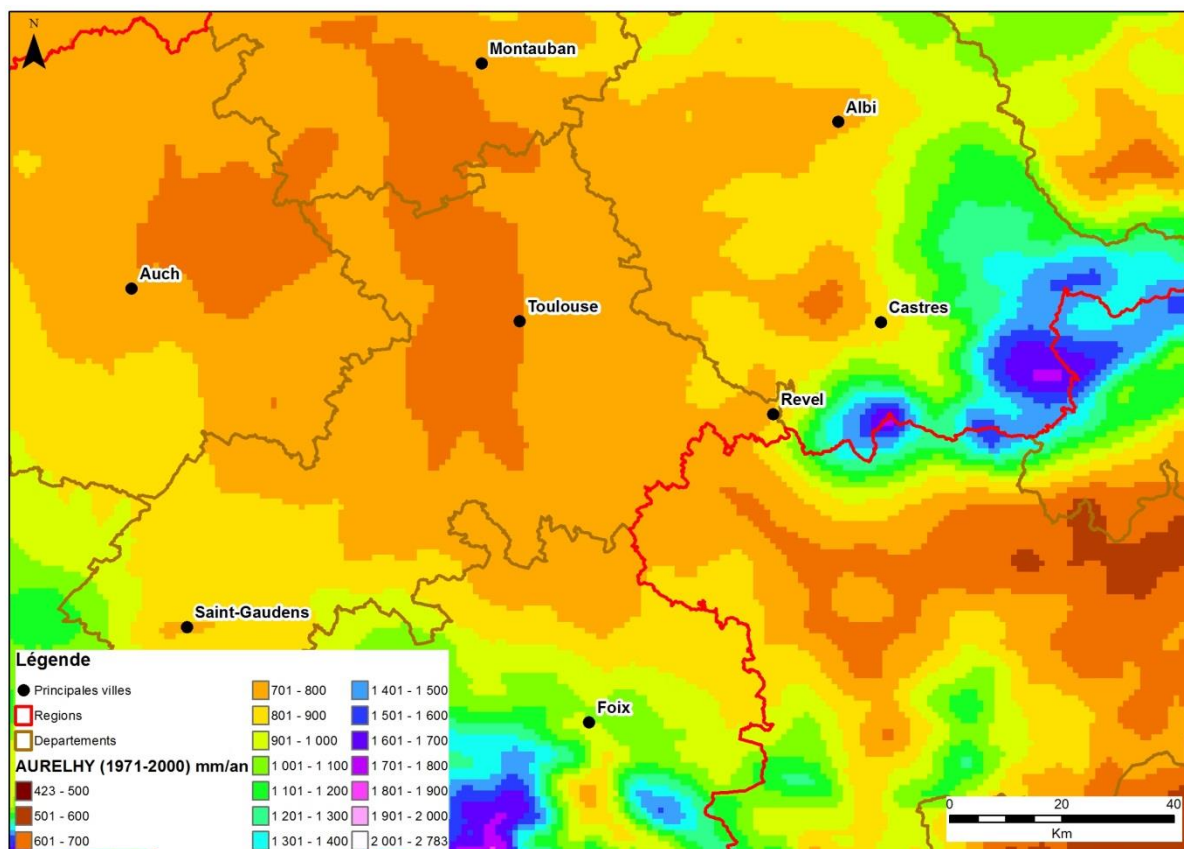 N
Montauban
Albi
Auch
Toulouse
Castres
Revel
Saint-Gaudens
Foix
Légende
Principales villes
Regions
Departements
AURELHY (1971-2000) mm/an
423 - 500
501 - 600
601 - 700
701 - 800
801 - 900
901 - 1 000
1 001 - 1 100
1 101 - 1 200
1 201 - 1 300
1 301 - 1 400
1 401 - 1 500
1 501 - 1 600
1 601 - 1 700
1 701 - 1 800
1 801 - 1 900
1 901 - 2 000
2 001 - 2 783
0 20 40
Km